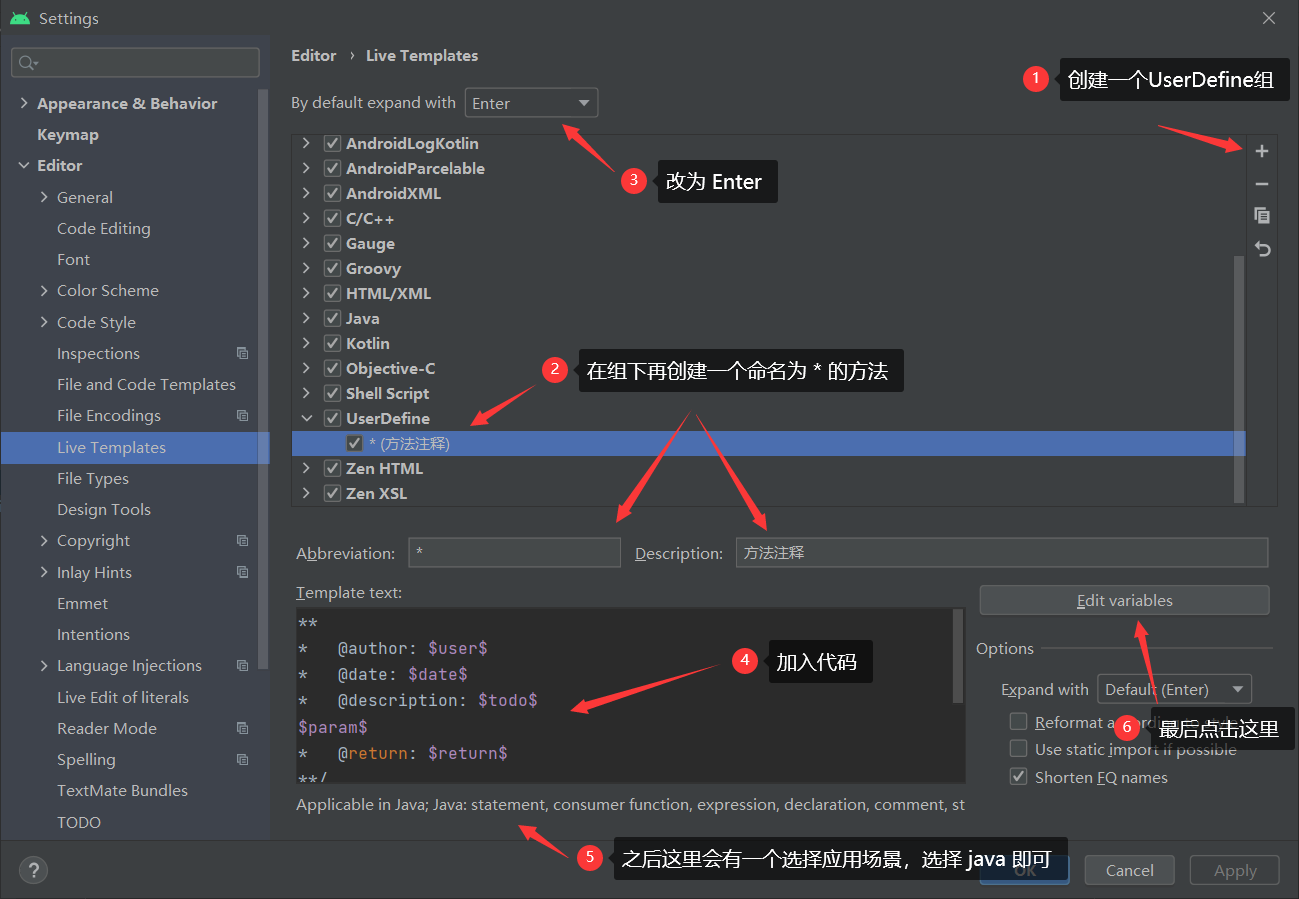 Settings
Editor › Live Templates
1 创建一个UserDefine组
Appearance & Behavior
Keymap
Editor
General
Code Editing
Font
Color Scheme
Code Style
Inspections
File and Code Templates
File Encodings
Live Templates
File Types
Design Tools
Copyright
Inlay Hints
Emmet
Intentions
Language Injections
Live Edit of literals
Reader Mode
Spelling
TextMate Bundles
TODO
By default expand with Enter
3 改为 Enter
AndroidLogKotlin
AndroidParcelable
AndroidXML
C/C++
Gauge
Groovy
HTML/XML
Java
Kotlin
Objective-C
Shell Script
UserDefine
* (方法注释)
Zen HTML
Zen XSL
2 在组下再创建一个命名为 * 的方法
Abbreviation: * Description: 方法注释
Template text:
**
* @author: $user$
* @date: $date$
* @description: $todo$
$param$
* @return: $return$
**/
4 加入代码
Edit variables
Options
Expand with Default (Enter)
Reformat according to style
6 最后点击这里
Use static import if possible
Shorten FQ names
Applicable in Java; Java: statement, consumer function, expression, declaration, comment, st
5 之后这里会有一个选择应用场景，选择 java 即可
? OK Cancel Apply